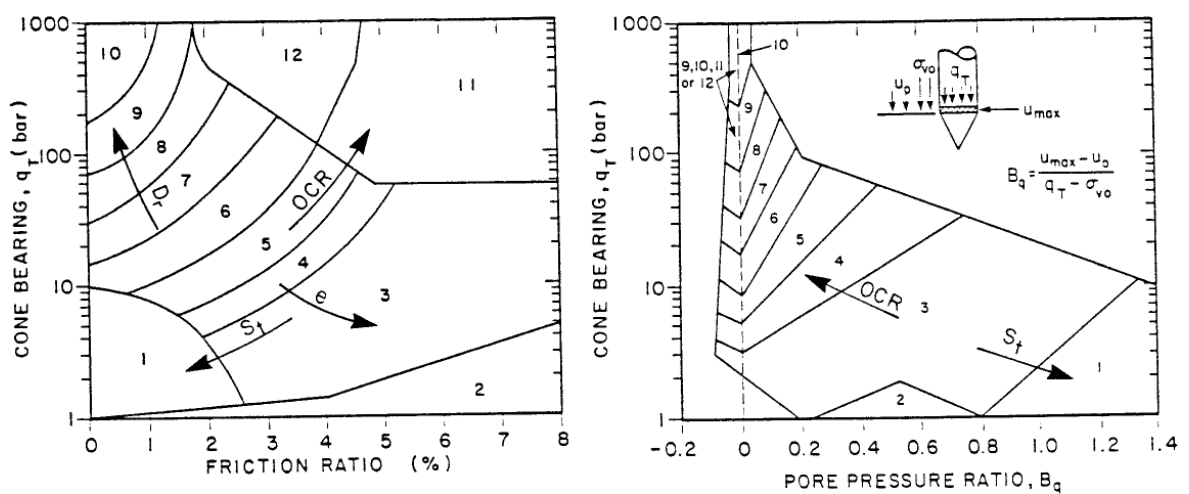 CONE BEARING, qT (bar)
1000
100
10
1
0 1 2 3 4 5 6 7 8
FRICTION RATIO (%)
10
12
11
9
8
7
Dr
6
OCR
5
4
3
e
St
1
2
CONE BEARING, qT (bar)
1000
100
10
1
-0.2 0 0.2 0.4 0.6 0.8 1.0 1.2 1.4
PORE PRESSURE RATIO, Bq
10
9,10,11
or 12
9
8
7
6
5
4
OCR
3
St
1
2
uo
σvo
qT
umax
Bq = umax - uo
qT - σvo